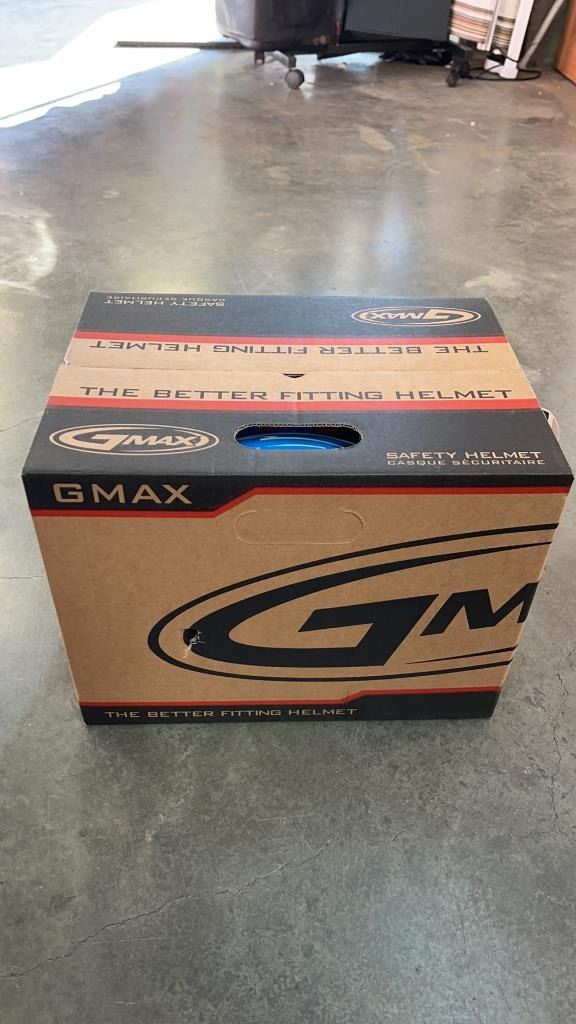 SAFETY HELMET
CASQUE SÉCURITAIRE
GMAX
THE BETTER FITTING HELMET
THE BETTER FITTING HELMET
GMAX
SAFETY HELMET
CASQUE SÉCURITAIRE
GMAX
GM
THE BETTER FITTING HELMET